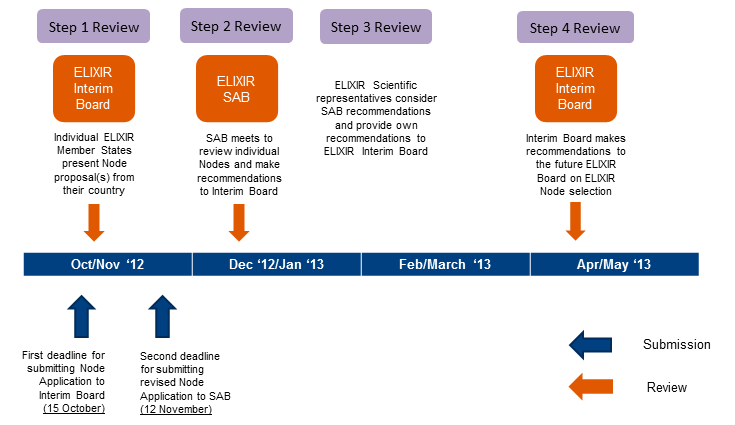 Step 1 Review
Step 2 Review
Step 3 Review
Step 4 Review
ELIXIR
Interim
Board
ELIXIR
SAB
ELIXIR
Interim
Board
Individual ELIXIR
Member States
present Node
proposal(s) from
their country
SAB meets to
review individual
Nodes and make
recommendations
to Interim Board
ELIXIR Scientific
representatives consider
SAB recommendations
and provide own
recommendations to
ELIXIR Interim Board
Interim Board makes
recommendations to
the future ELIXIR
Board on ELIXIR
Node selection
Oct/Nov ‘12
Dec ‘12/Jan ‘13
Feb/March ‘13
Apr/May ‘13
First deadline for
submitting Node
Application to
Interim Board
(15 October)
Second deadline
for submitting
revised Node
Application to SAB
(12 November)
Submission
Review